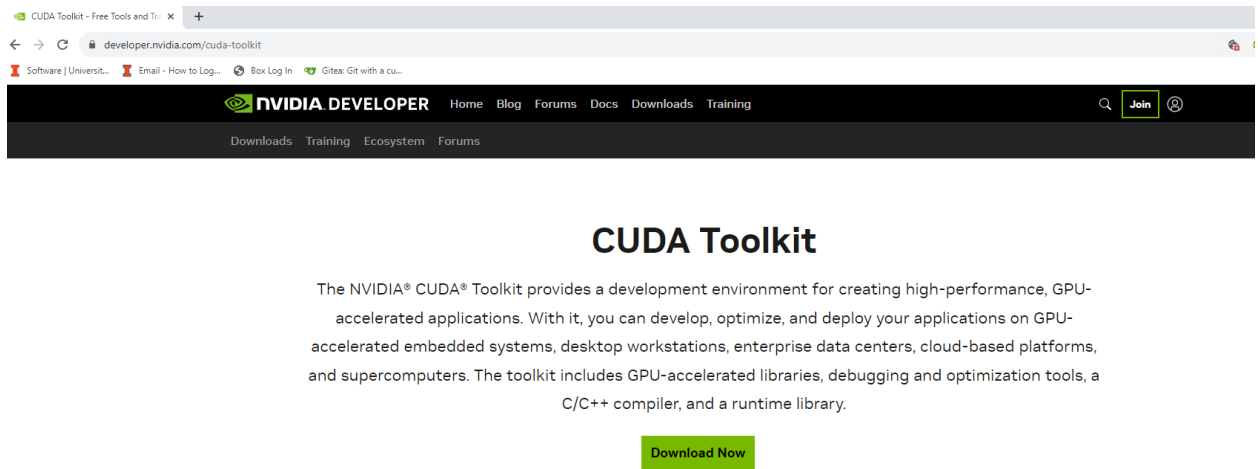 CUDA Toolkit - Free Tools and Tra
developer.nvidia.com/cuda-toolkit
Software | Universit... Email - How to Log... Box Log In Gitea: Git with a cu...
NVIDIA DEVELOPER Home Blog Forums Docs Downloads Training Join
Downloads Training Ecosystem Forums
CUDA Toolkit
The NVIDIA® CUDA® Toolkit provides a development environment for creating high-performance, GPU-
accelerated applications. With it, you can develop, optimize, and deploy your applications on GPU-
accelerated embedded systems, desktop workstations, enterprise data centers, cloud-based platforms,
and supercomputers. The toolkit includes GPU-accelerated libraries, debugging and optimization tools, a
C/C++ compiler, and a runtime library.
Download Now